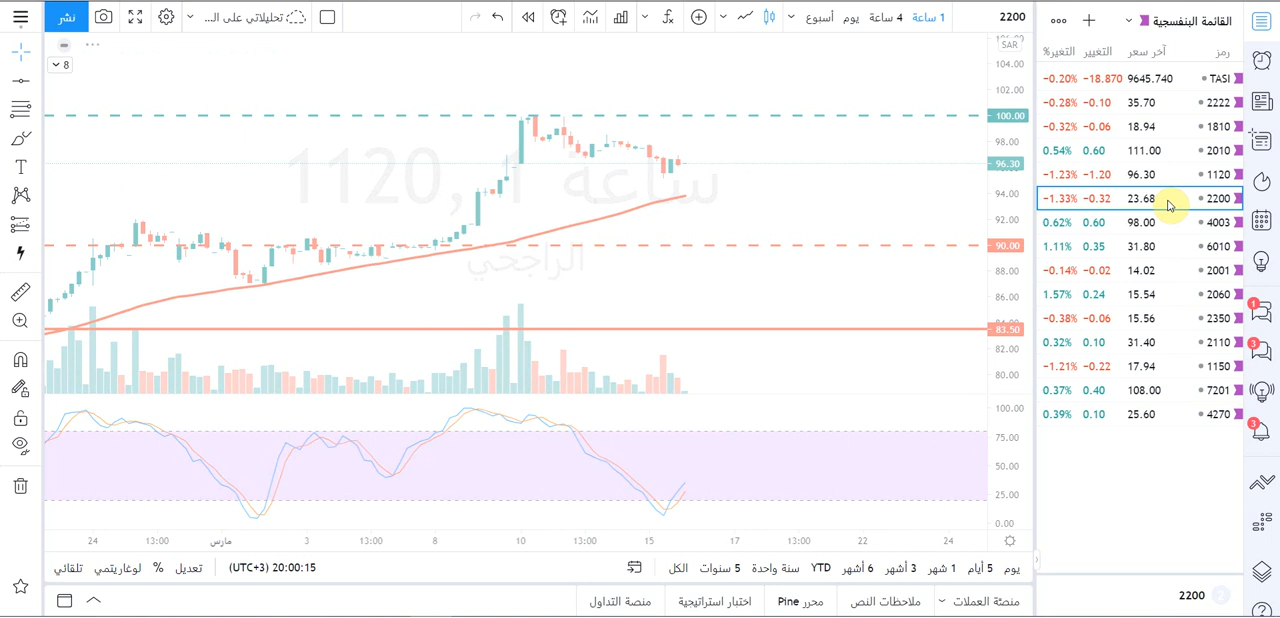 نشر
تحليلاتي على ال...
1 ساعة 4 ساعة يوم أسبوع
2200
القائمة البنفسجية
رمز آخر سعر التغيير التغير%
TASI 9645.740 −18.870 −0.20%
2222 35.70 −0.10 −0.28%
1810 18.94 −0.06 −0.32%
2010 111.00 0.60 0.54%
1120 96.30 −1.20 −1.23%
2200 23.68 −0.32 −1.33%
4003 98.00 0.60 0.62%
6010 31.80 0.35 1.11%
2001 14.02 −0.02 −0.14%
2060 15.54 0.24 1.57%
2350 15.56 −0.06 −0.38%
2110 31.40 0.10 0.32%
1150 17.94 −0.22 −1.21%
7201 108.00 0.40 0.37%
4270 25.60 0.10 0.39%
8
1120, 1 ساعة
الراجحي
SAR
104.00
102.00
100.00
98.00
96.30
94.00
92.00
90.00
88.00
86.00
83.50
82.00
80.00
100.00
75.00
50.00
25.00
0.00
24 13:00 مارس 3 13:00 8 10 13:00 15 17 13:00 22 24
يوم 5 أيام 1 شهر 3 أشهر 6 أشهر YTD سنة واحدة 5 سنوات الكل
20:00:15 (UTC+3)
تعديل % لوغاريتمي تلقائي
منصّة العملات ملاحظات النص محرر Pine اختبار استراتيجية منصة التداول
2200
2
1
3
3